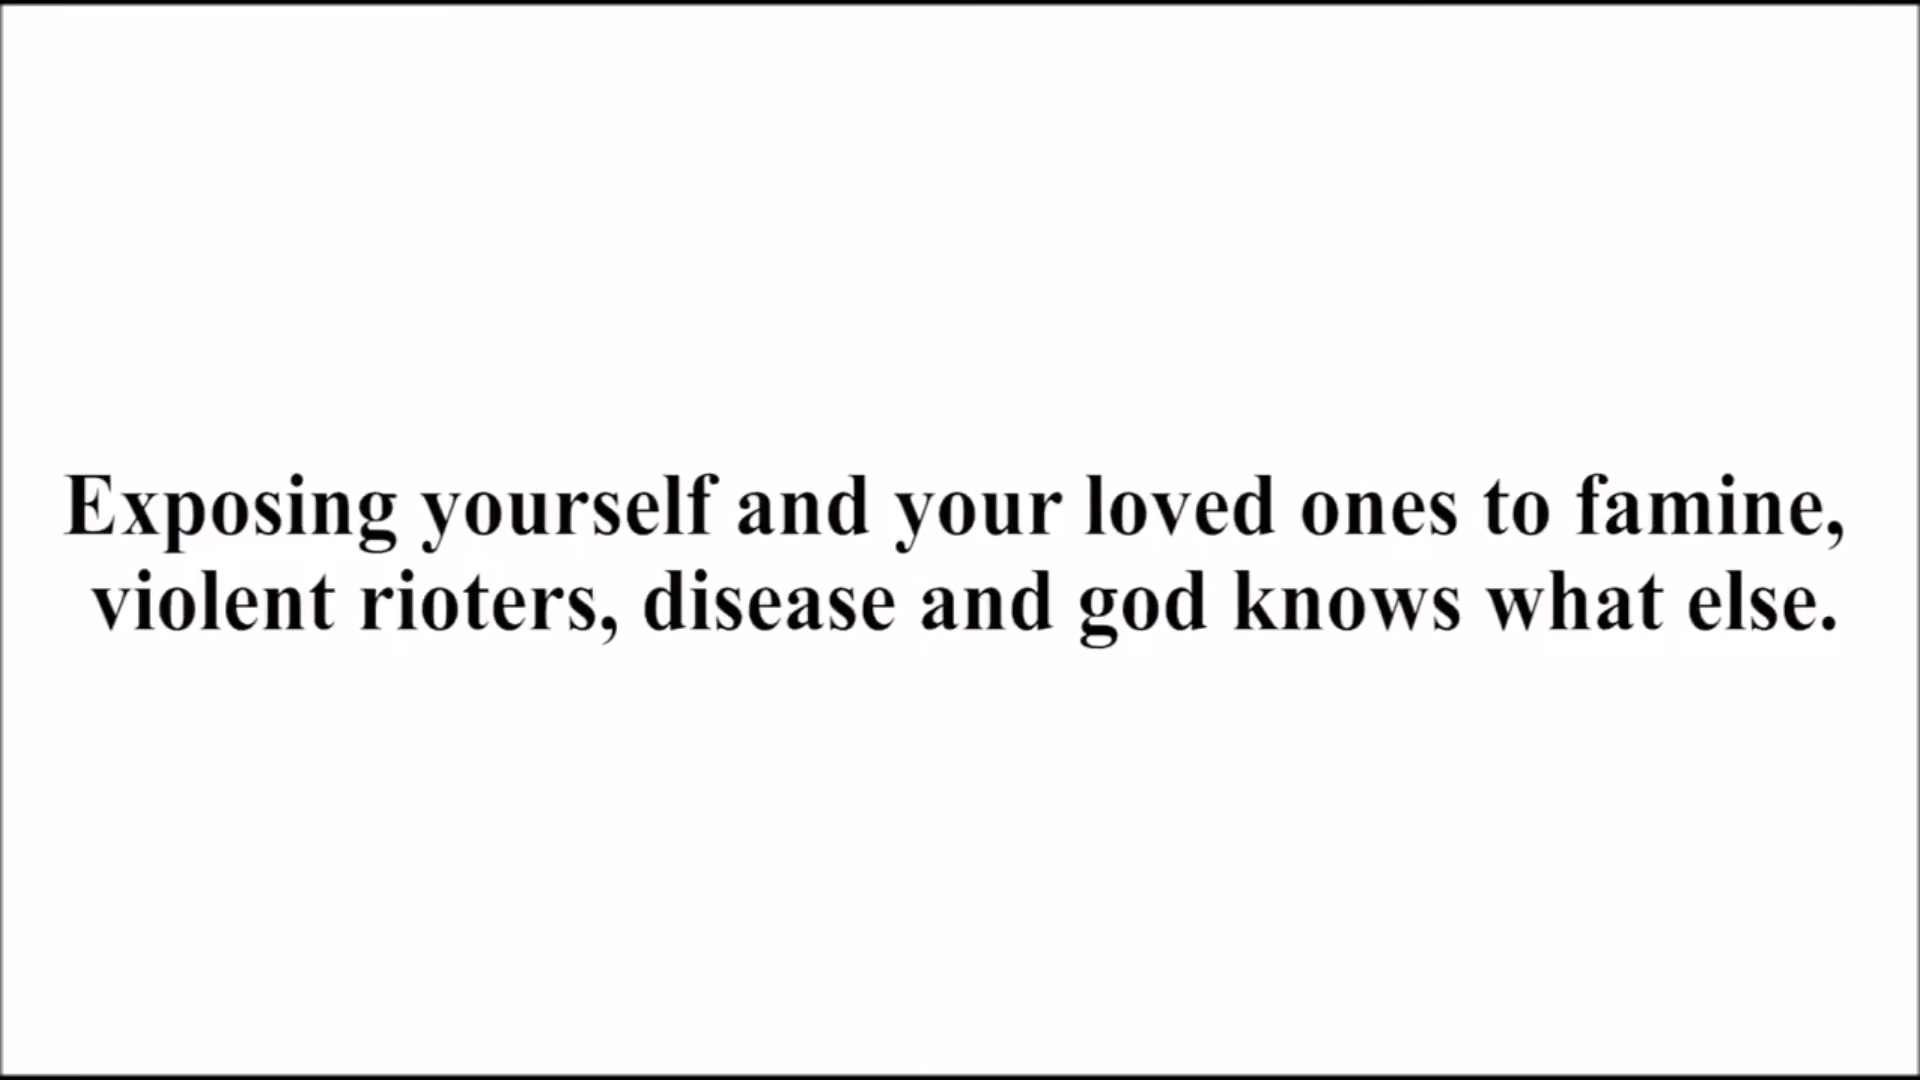 Exposing yourself and your loved ones to famine,
violent rioters, disease and god knows what else.